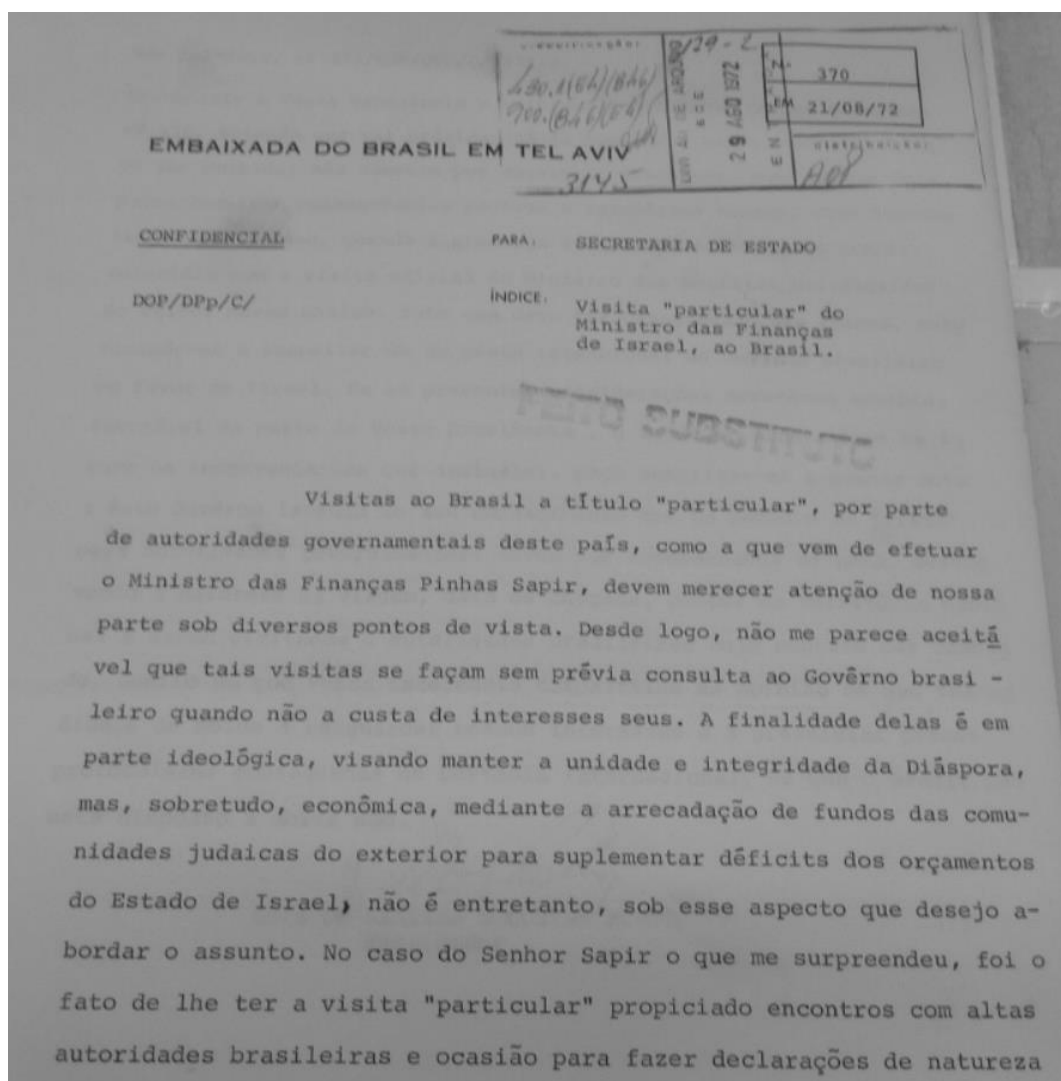 129-2
370
EM 21/08/72
29 AGO 1972
EMBAIXADA DO BRASIL EM TEL AVIV
3145
CONFIDENCIAL
PARA. SECRETARIA DE ESTADO
DOP/DPp/C/
ÍNDICE. Visita "particular" do
Ministro das Finanças
de Israel, ao Brasil.
FEITO SUBSTITUTO
Visitas ao Brasil a título "particular", por parte
de autoridades governamentais deste país, como a que vem de efetuar
o Ministro das Finanças Pinhas Sapir, devem merecer atenção de nossa
parte sob diversos pontos de vista. Desde logo, não me parece aceitá
vel que tais visitas se façam sem prévia consulta ao Govêrno brasi -
leiro quando não a custa de interesses seus. A finalidade delas é em
parte ideológica, visando manter a unidade e integridade da Diáspora,
mas, sobretudo, econômica, mediante a arrecadação de fundos das comu-
nidades judaicas do exterior para suplementar déficits dos orçamentos
do Estado de Israel, não é entretanto, sob esse aspecto que desejo a-
bordar o assunto. No caso do Senhor Sapir o que me surpreendeu, foi o
fato de lhe ter a visita "particular" propiciado encontros com altas
autoridades brasileiras e ocasião para fazer declarações de natureza